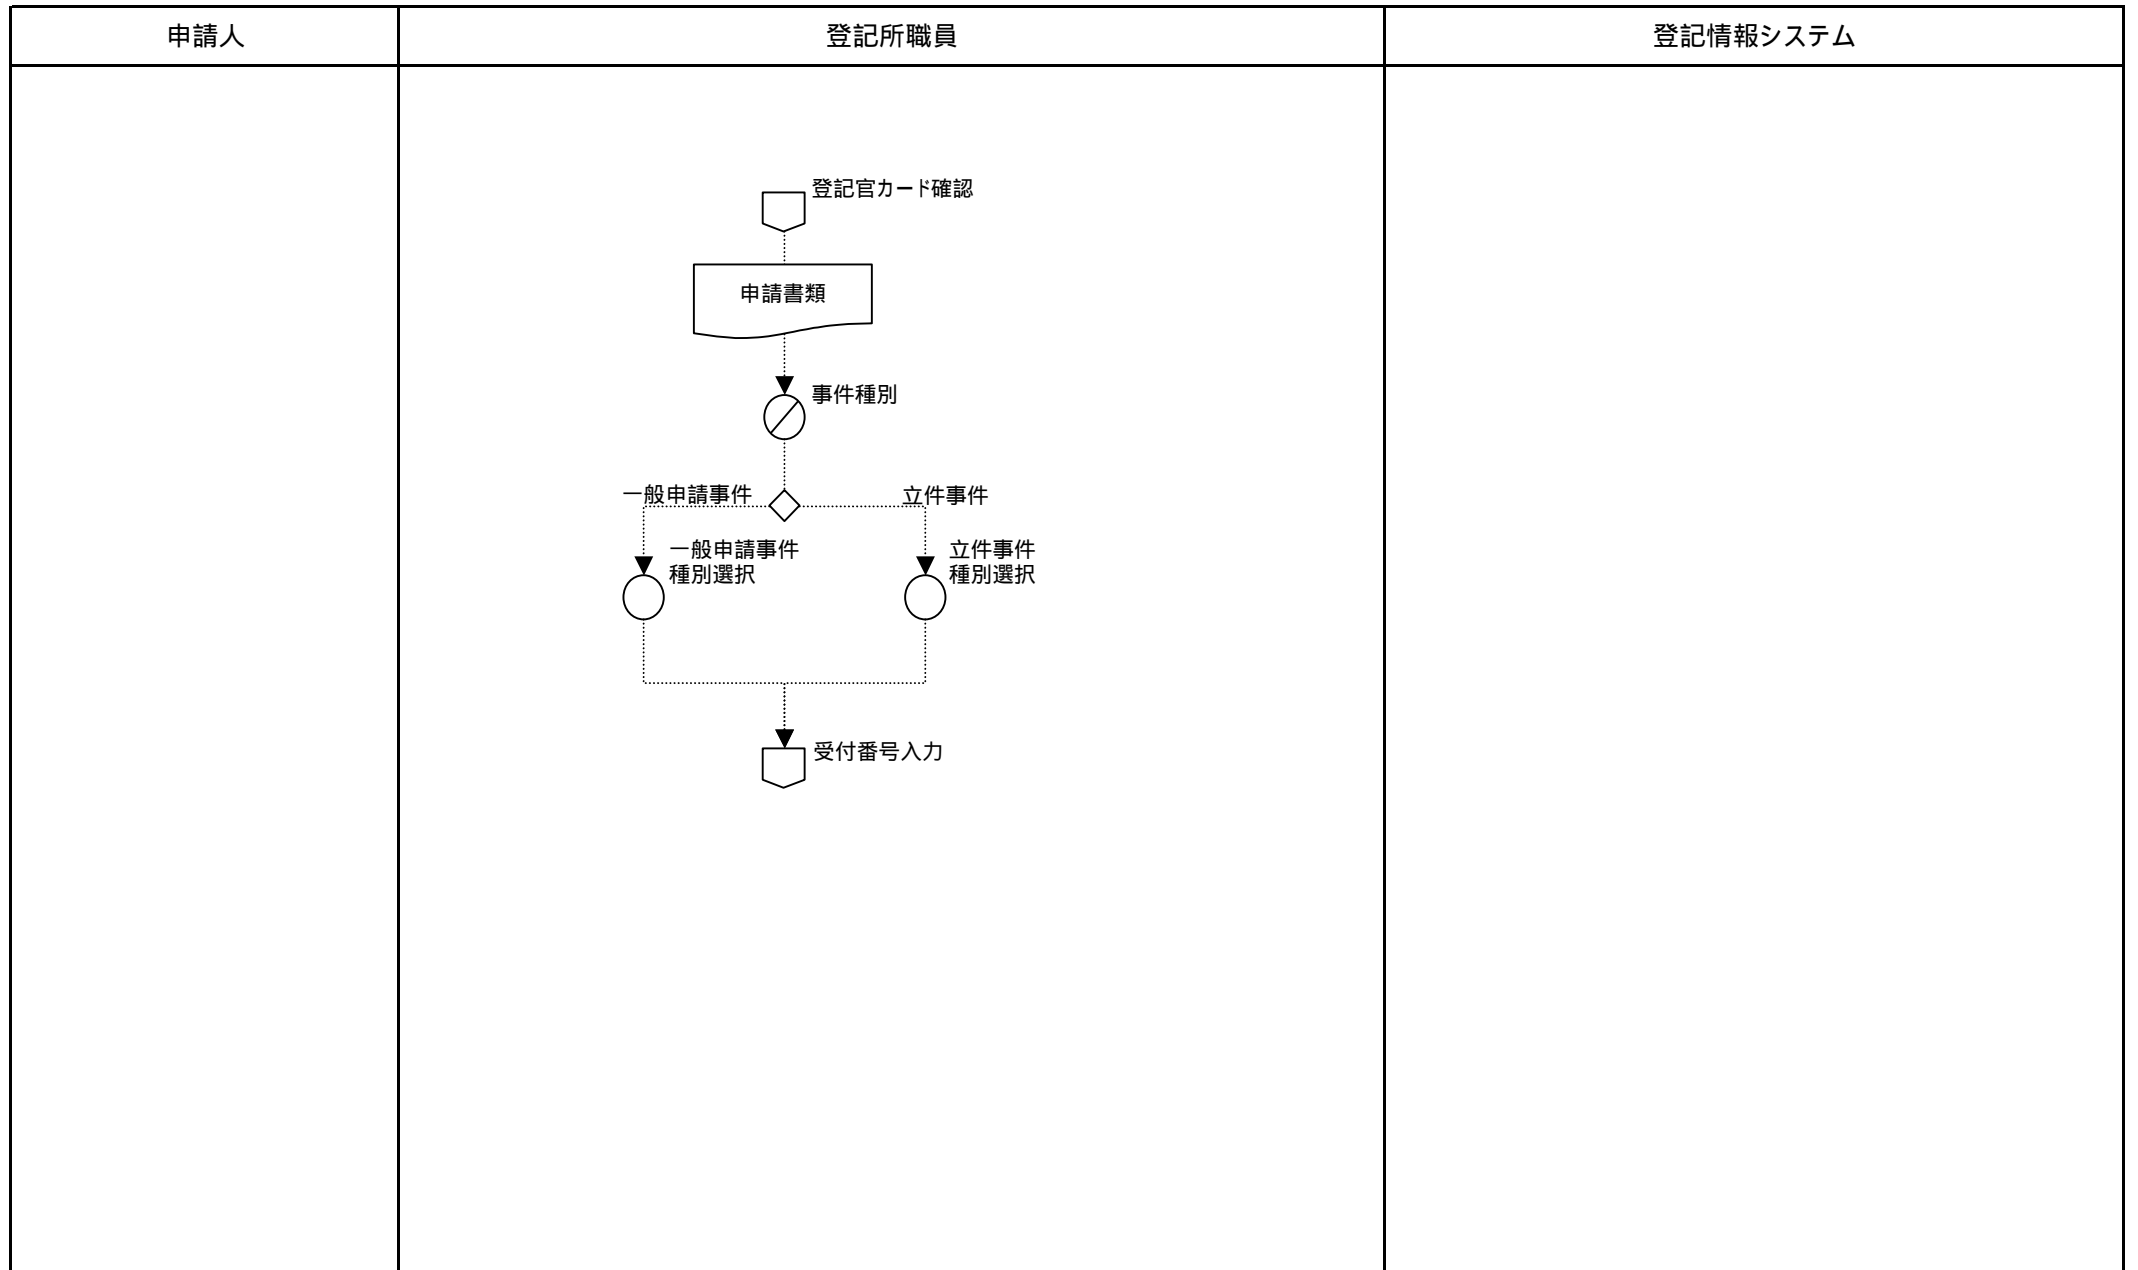 申請人
登記所職員
登記情報システム
登記官カード確認
申請書類
事件種別
一般申請事件
立件事件
一般申請事件
種別選択
立件事件
種別選択
受付番号入力